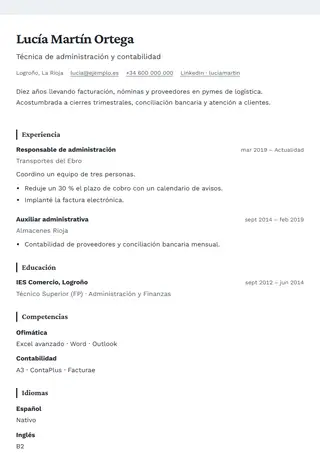 Lucía Martín Ortega
Técnica de administración y contabilidad
Logroño, La Rioja lucia@ejemplo.es +34 600 000 000 LinkedIn · luciamartin
Diez años llevando facturación, nóminas y proveedores en pymes de logística.
Acostumbrada a cierres trimestrales, conciliación bancaria y atención a clientes.
Experiencia
Responsable de administración mar 2019 – Actualidad
Transportes del Ebro
Coordino un equipo de tres personas.
• Reduje un 30 % el plazo de cobro con un calendario de avisos.
• Implanté la factura electrónica.
Auxiliar administrativa sept 2014 – feb 2019
Almacenes Rioja
• Contabilidad de proveedores y conciliación bancaria mensual.
Educación
IES Comercio, Logroño sept 2012 – jun 2014
Técnico Superior (FP) · Administración y Finanzas
Competencias
Ofimática
Excel avanzado · Word · Outlook
Contabilidad
A3 · ContaPlus · Facturae
Idiomas
Español
Nativo
Inglés
B2